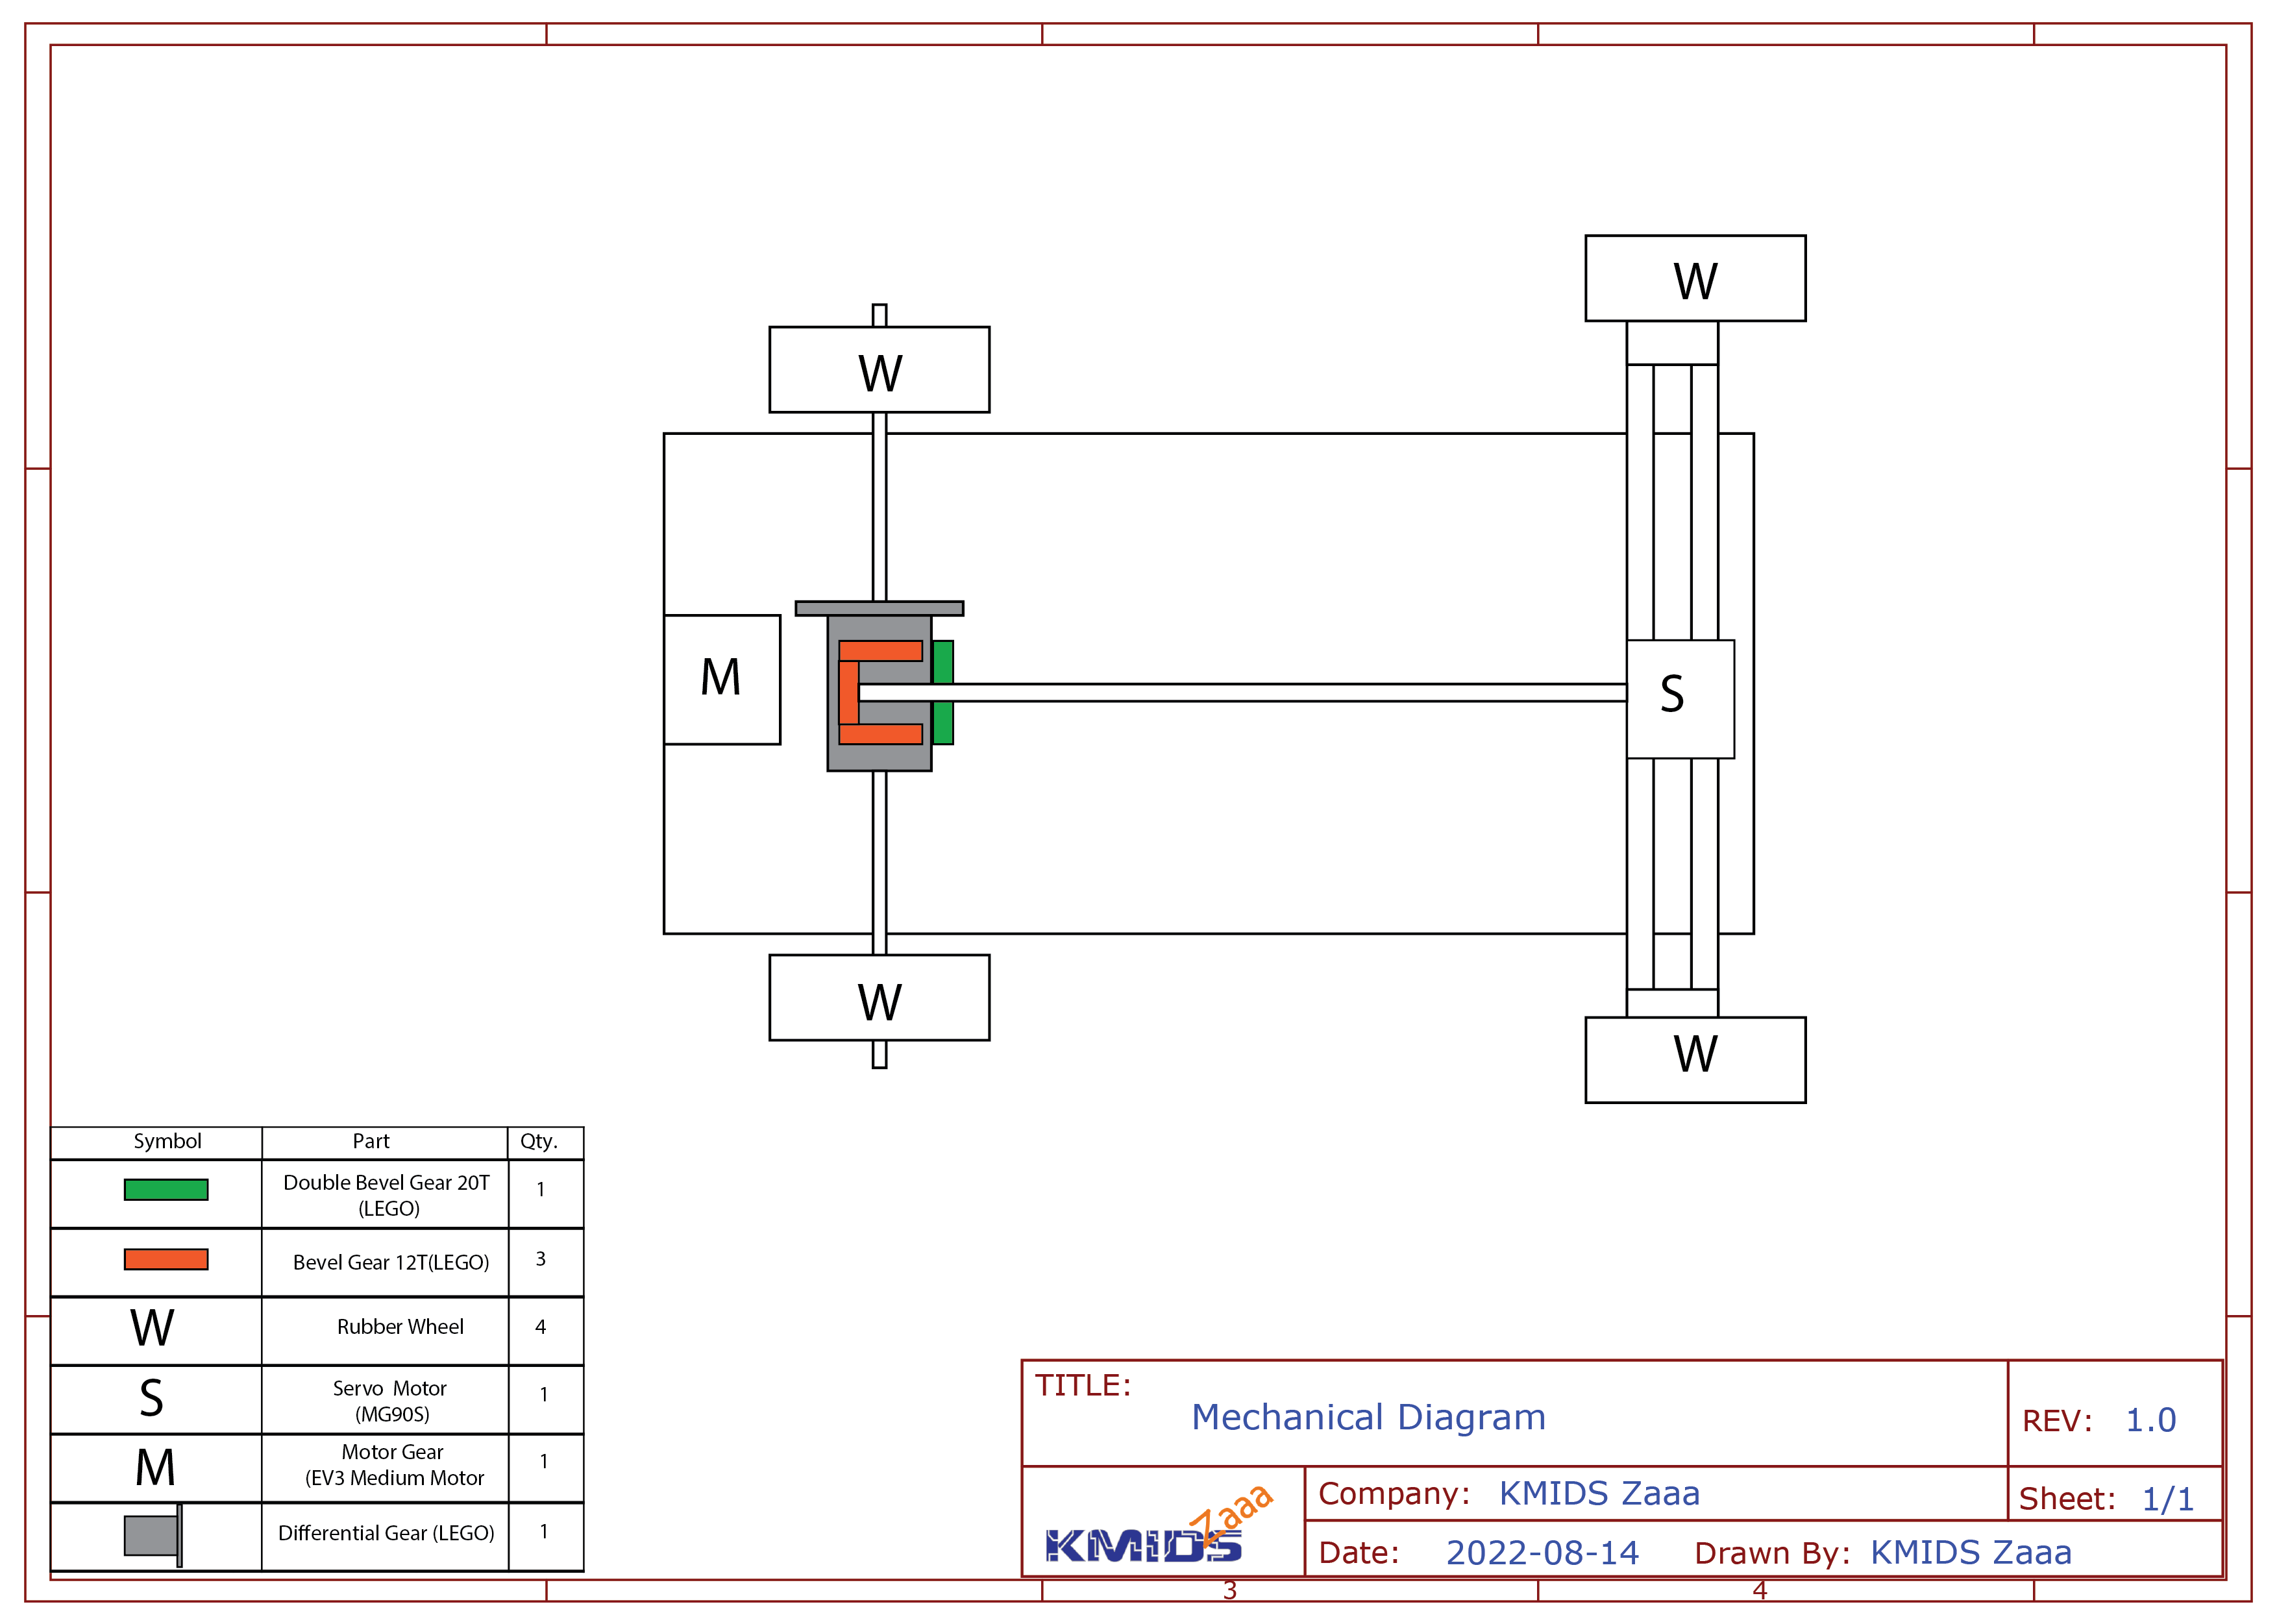 W
W
M
S
W
W
Symbol Part Qty.
Double Bevel Gear 20T
(LEGO)
1
Bevel Gear 12T(LEGO) 3
W Rubber Wheel 4
S Servo Motor
(MG90S)
1
M Motor Gear
(EV3 Medium Motor
1
Differential Gear (LEGO) 1
TITLE:
Mechanical Diagram
REV: 1.0
KMIDS Zaaa
Company: KMIDS Zaaa
Sheet: 1/1
Date: 2022-08-14 Drawn By: KMIDS Zaaa
3 4